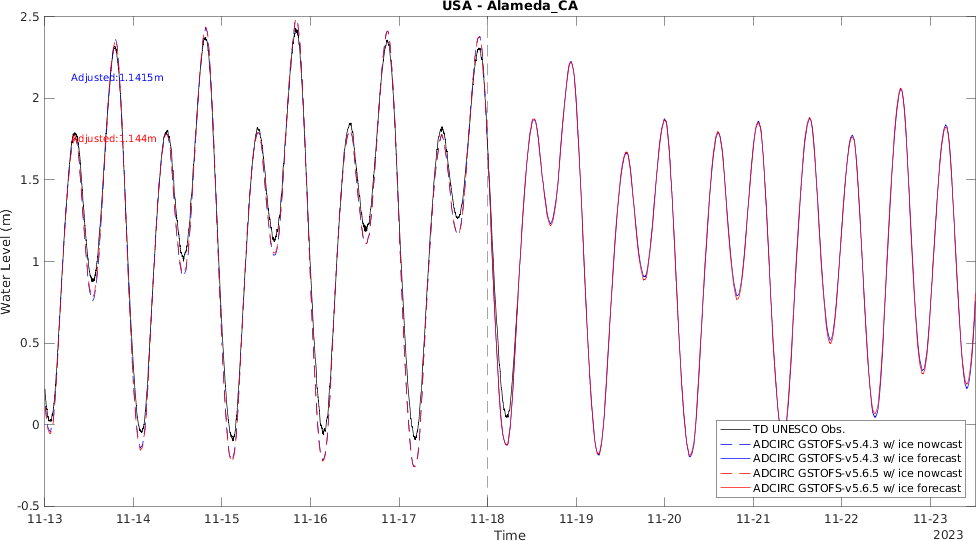 USA - Alameda_CA
2.5
2
1.5
1
0.5
0
-0.5
Water Level (m)
Adjusted:1.1415m
Adjusted:1.144m
TD UNESCO Obs.
ADCIRC GSTOFS-v5.4.3 w/ ice nowcast
ADCIRC GSTOFS-v5.4.3 w/ ice forecast
ADCIRC GSTOFS-v5.6.5 w/ ice nowcast
ADCIRC GSTOFS-v5.6.5 w/ ice forecast
11-13 11-14 11-15 11-16 11-17 11-18 11-19 11-20 11-21 11-22 11-23
Time
2023